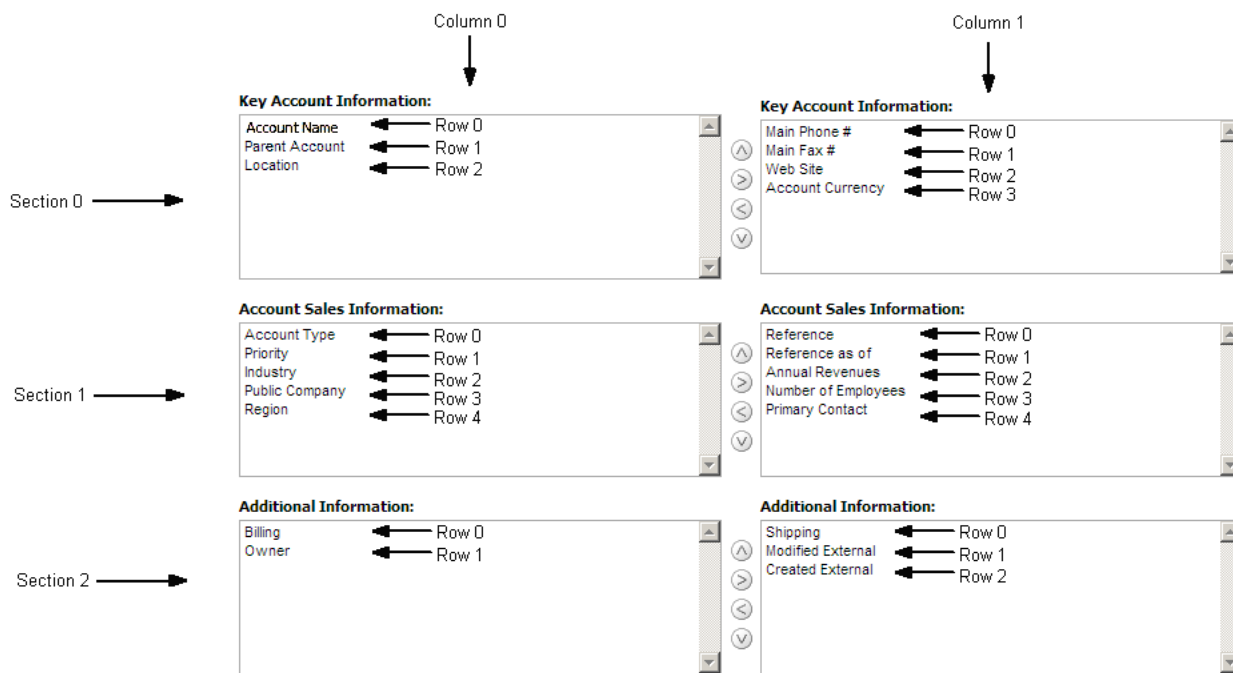 Column 0
Column 1
Key Account Information:
Account Name Row 0
Parent Account Row 1
Location Row 2
Key Account Information:
Main Phone # Row 0
Main Fax # Row 1
Web Site Row 2
Account Currency Row 3
Section 0
Account Sales Information:
Account Type Row 0
Priority Row 1
Industry Row 2
Public Company Row 3
Region Row 4
Account Sales Information:
Reference Row 0
Reference as of Row 1
Annual Revenues Row 2
Number of Employees Row 3
Primary Contact Row 4
Section 1
Additional Information:
Billing Row 0
Owner Row 1
Additional Information:
Shipping Row 0
Modified External Row 1
Created External Row 2
Section 2